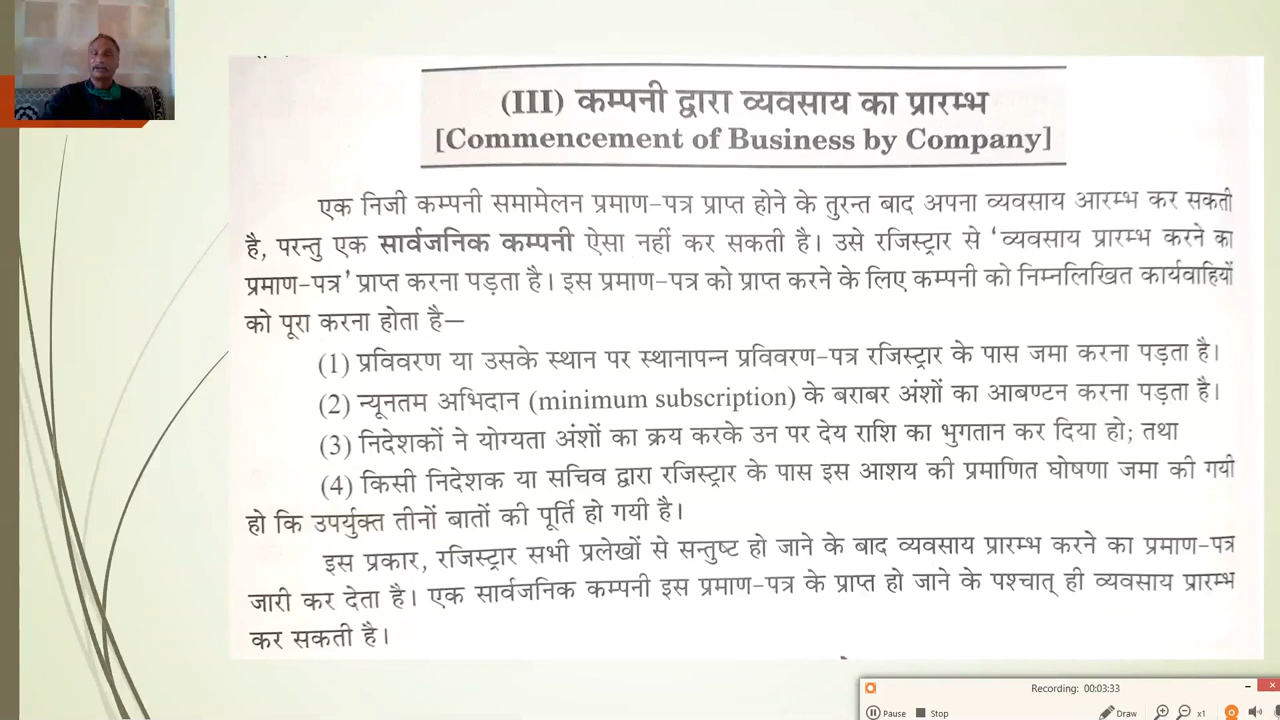 (III) कम्पनी द्वारा व्यवसाय का प्रारम्भ
[Commencement of Business by Company]
एक निजी कम्पनी समामेलन प्रमाण-पत्र प्राप्त होने के तुरन्त बाद अपना व्यवसाय आरम्भ कर सकती
है, परन्तु एक सार्वजनिक कम्पनी ऐसा नहीं कर सकती है। उसे रजिस्ट्रार से 'व्यवसाय प्रारम्भ करने का
प्रमाण-पत्र' प्राप्त करना पड़ता है। इस प्रमाण-पत्र को प्राप्त करने के लिए कम्पनी को निम्नलिखित कार्यवाहियों
को पूरा करना होता है—
(1) प्रविवरण या उसके स्थान पर स्थानापन्न प्रविवरण-पत्र रजिस्ट्रार के पास जमा करना पड़ता है।
(2) न्यूनतम अभिदान (minimum subscription) के बराबर अंशों का आबण्टन करना पड़ता है।
(3) निदेशकों ने योग्यता अंशों का क्रय करके उन पर देय राशि का भुगतान कर दिया हो; तथा
(4) किसी निदेशक या सचिव द्वारा रजिस्ट्रार के पास इस आशय की प्रमाणित घोषणा जमा की गयी
हो कि उपर्युक्त तीनों बातों की पूर्ति हो गयी है।
इस प्रकार, रजिस्ट्रार सभी प्रलेखों से सन्तुष्ट हो जाने के बाद व्यवसाय प्रारम्भ करने का प्रमाण-पत्र
जारी कर देता है। एक सार्वजनिक कम्पनी इस प्रमाण-पत्र के प्राप्त हो जाने के पश्चात् ही व्यवसाय प्रारम्भ
कर सकती है।
Recording: 00:03:33
Pause Stop Draw x1